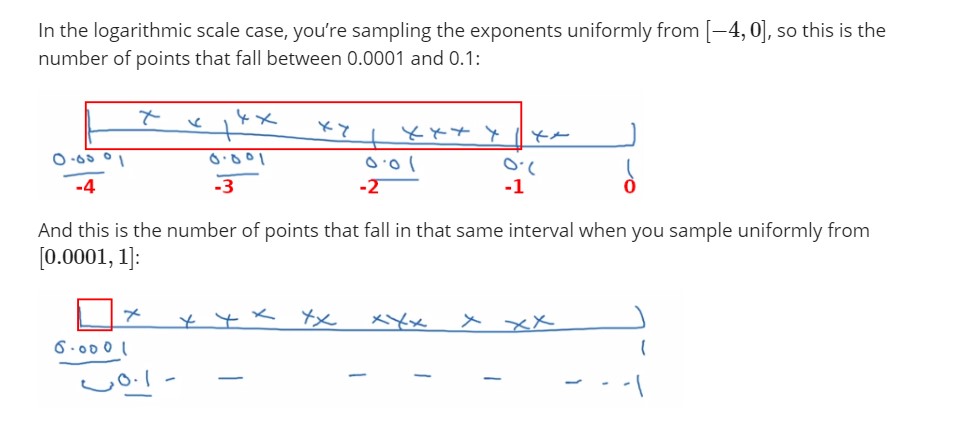 In the logarithmic scale case, you're sampling the exponents uniformly from [−4, 0], so this is the
number of points that fall between 0.0001 and 0.1:
0.0001 0.001 0.01 0.1 1
-4 -3 -2 -1 0
And this is the number of points that fall in that same interval when you sample uniformly from
[0.0001, 1]:
0.0001 1
0.1 - - - - - - - - 1